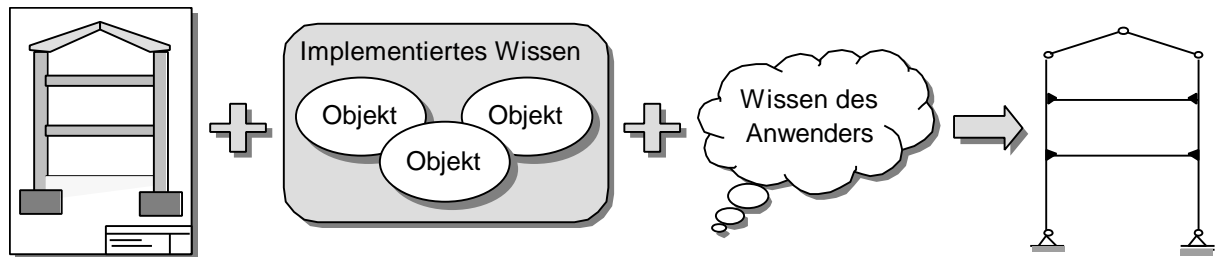 Implementiertes Wissen
Objekt
Objekt
Objekt
Wissen des
Anwenders